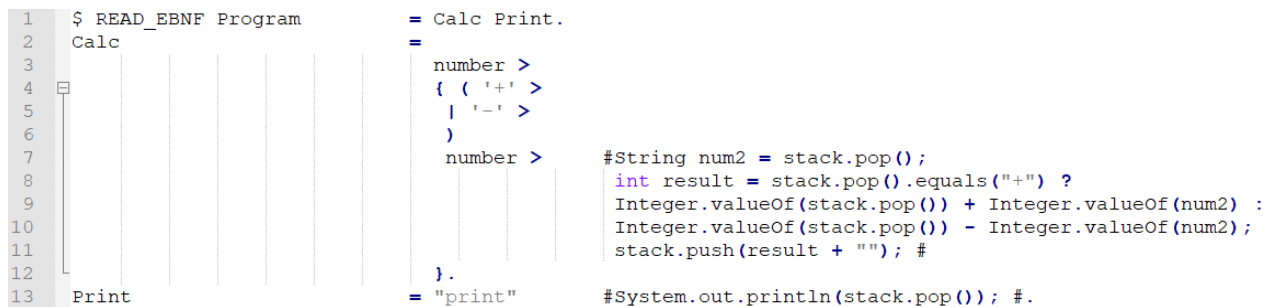 1 $ READ_EBNF Program = Calc Print.
2 Calc =
3 number >
4 { ( '+' >
5 | '-' >
6 )
7 number > #String num2 = stack.pop();
8 int result = stack.pop().equals("+") ?
9 Integer.valueOf(stack.pop()) + Integer.valueOf(num2) :
10 Integer.valueOf(stack.pop()) - Integer.valueOf(num2);
11 stack.push(result + ""); #
12 }.
13 Print = "print" #System.out.println(stack.pop()); #.